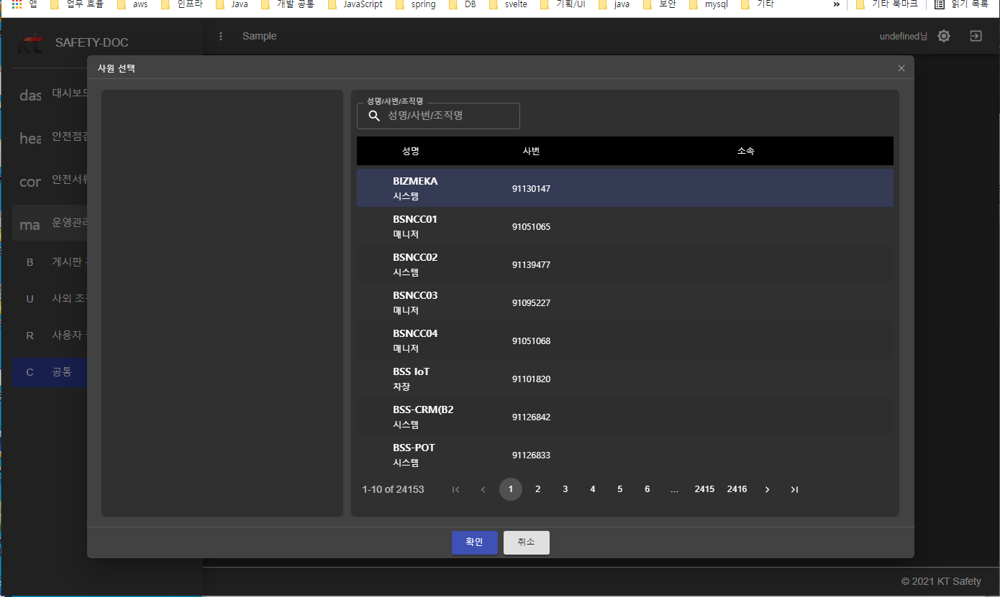 앱 업무 효율 aws 인프라 Java 개발 공통 JavaScript spring DB svelte 기획/UI java 보안 mysql 기타 » 기타 북마크 읽기 목록
kt SAFETY-DOC
Sample
undefined님
사원 선택
das 대시보드
hea 안전점검
cor 안전서류
ma 운영관리
B 게시판
U 사외 조직
R 사용자
C 공통
성명/사번/조직명
성명/사번/조직명
성명 사번 소속
BIZMEKA
시스템
91130147
BSNCC01
매니저
91051065
BSNCC02
시스템
91139477
BSNCC03
매니저
91095227
BSNCC04
매니저
91051068
BSS IoT
차장
91101820
BSS-CRM(B2
시스템
91126842
BSS-POT
시스템
91126833
1-10 of 24153 1 2 3 4 5 6 ... 2415 2416
확인 취소
© 2021 KT Safety